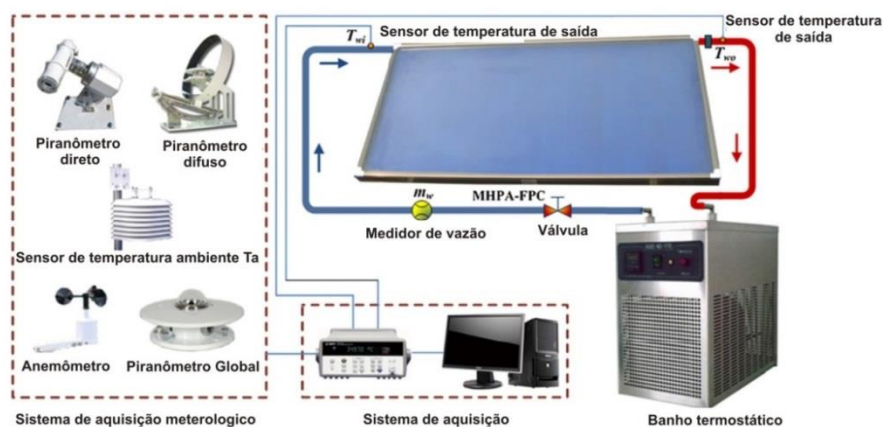 Sensor de temperatura
de saída
Sensor de temperatura de saída
Twi
Two
Piranômetro
direto
Piranômetro
difuso
Sensor de temperatura ambiente Ta
Anemômetro
Piranômetro Global
mw
MHPA-FPC
Medidor de vazão
Válvula
Sistema de aquisição meterologico
Sistema de aquisição
Banho termostático